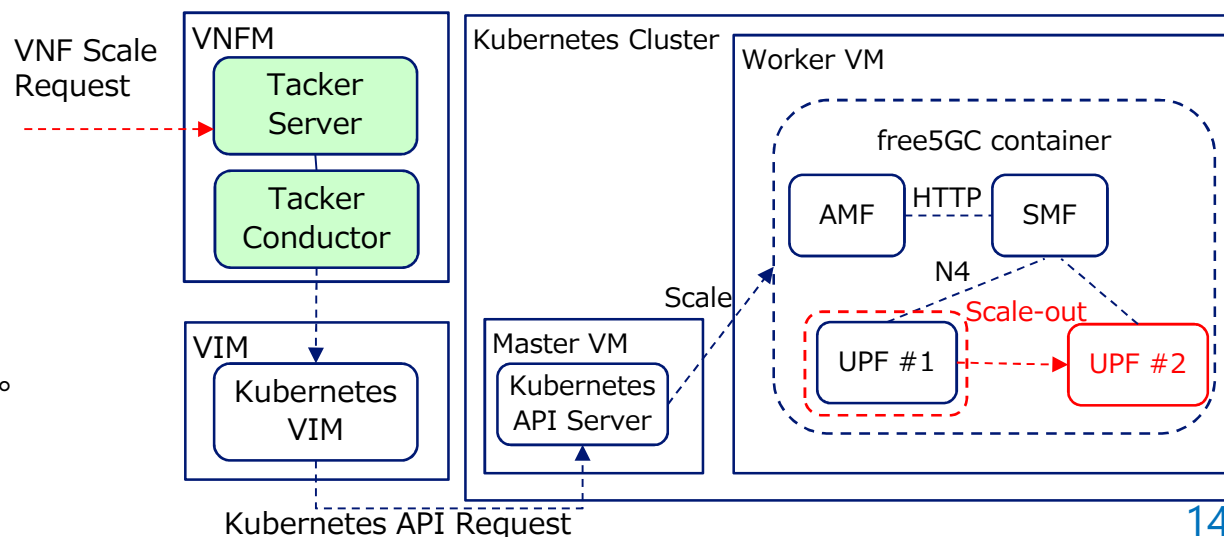 VNF Scale
Request
VNFM
Tacker
Server
Tacker
Conductor
VIM
Kubernetes
VIM
Kubernetes API Request
Kubernetes Cluster
Master VM
Kubernetes
API Server
Scale
Worker VM
free5GC container
AMF
HTTP
SMF
N4
Scale-out
UPF #1
UPF #2
。
14